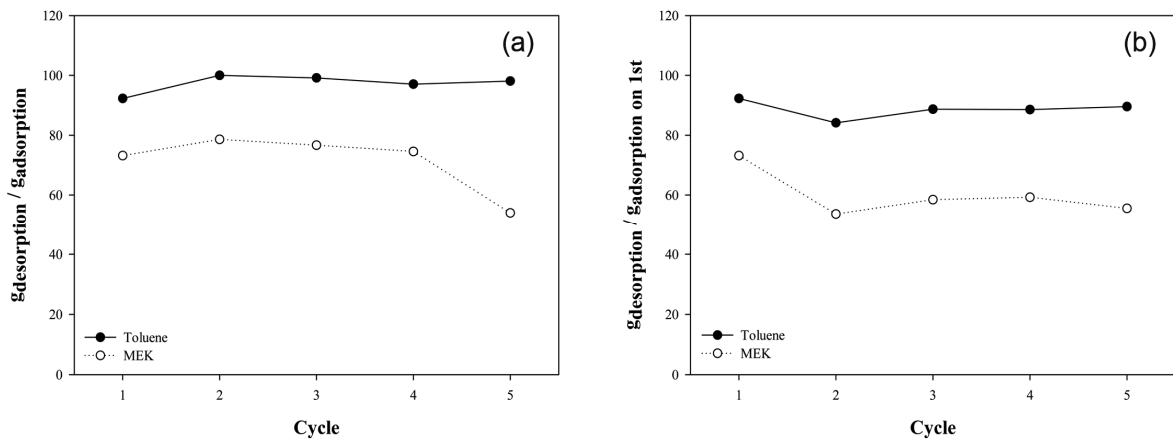 120
100
80
60
40
20
0
gdesorption / gadsorption
(a)
Toluene
MEK
1 2 3 4 5
Cycle
120
100
80
60
40
20
0
gdesorption / gadsorption on 1st
(b)
Toluene
MEK
1 2 3 4 5
Cycle